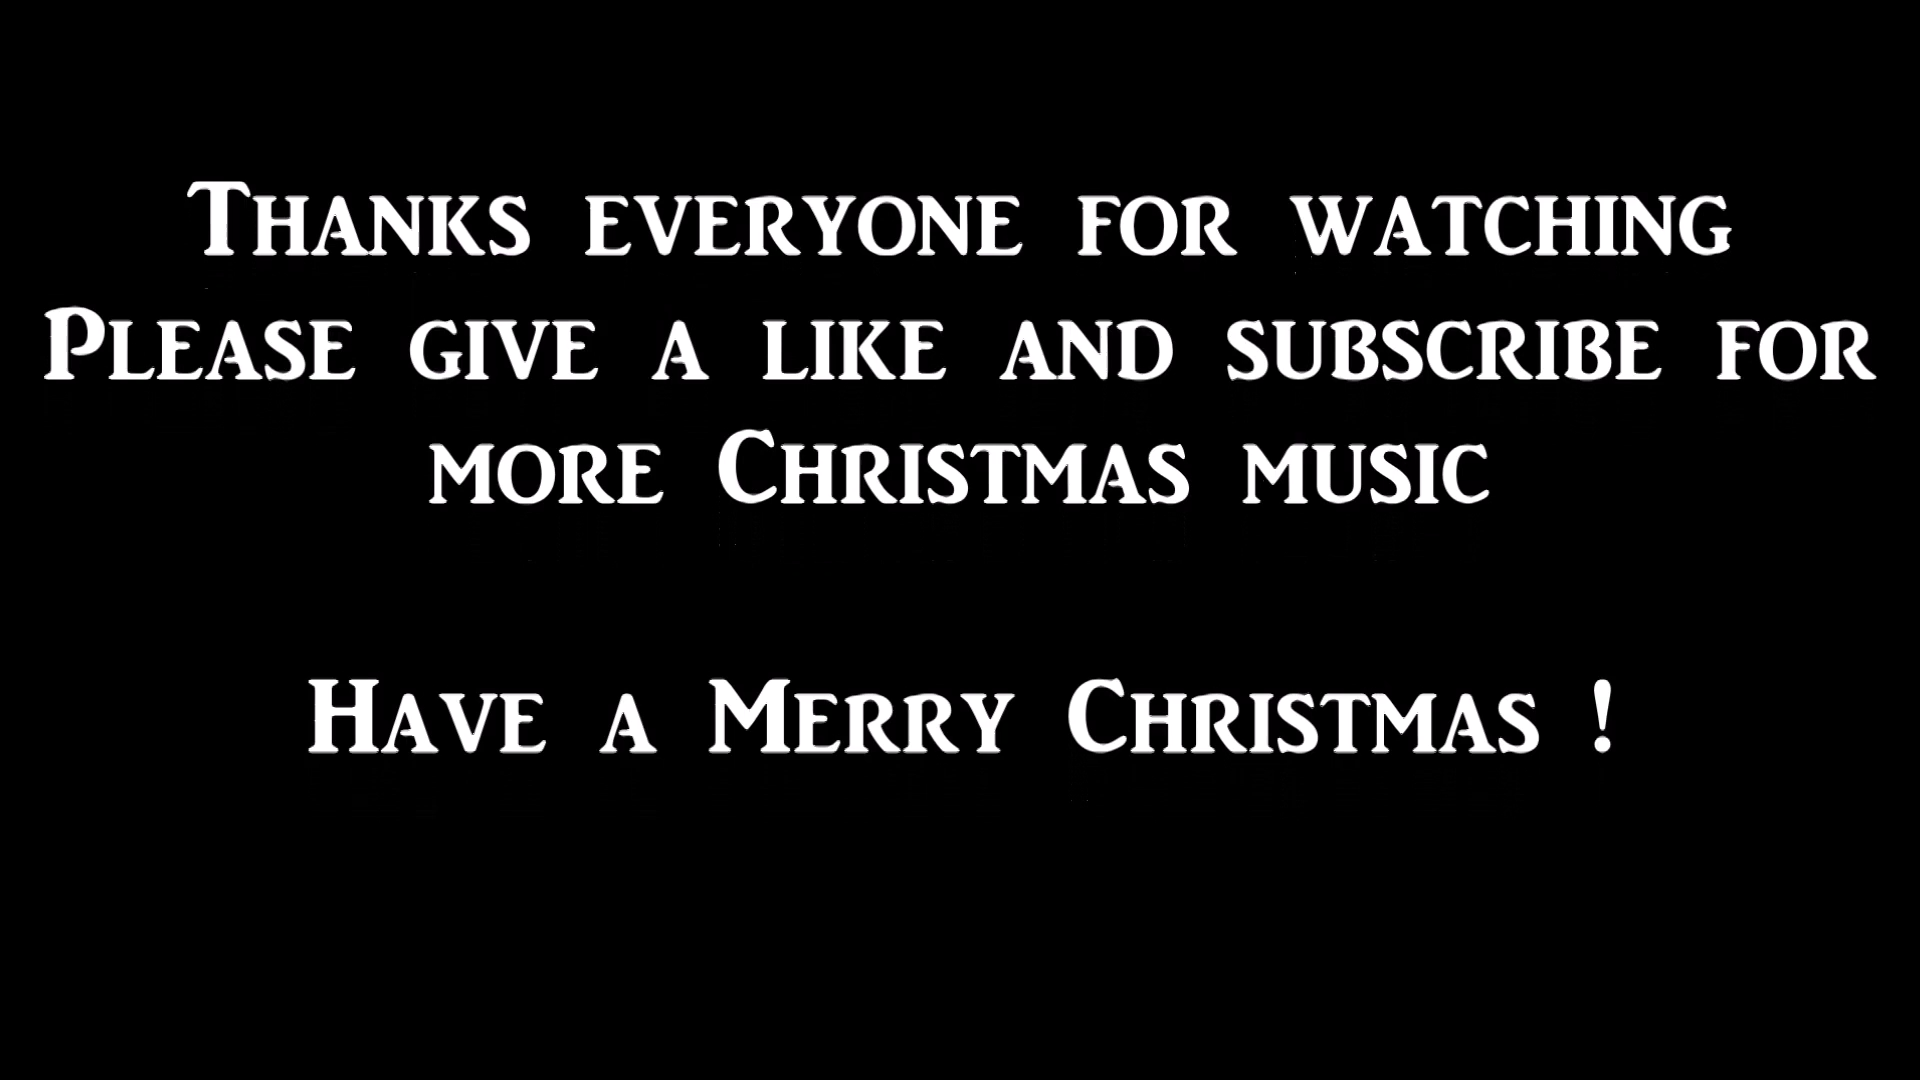 Thanks everyone for watching
Please give a like and subscribe for
more Christmas music
Have a Merry Christmas !